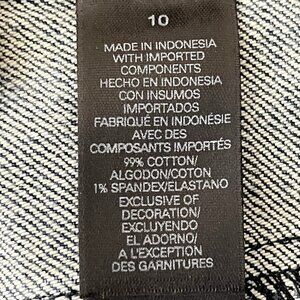 10
MADE IN INDONESIA
WITH IMPORTED
COMPONENTS
HECHO EN INDONESIA
CON INSUMOS
IMPORTADOS
FABRIQUÉ EN INDONÉSIE
AVEC DES
COMPOSANTS IMPORTÉS
99% COTTON/
ALGODON/COTON
1% SPANDEX/ELASTANO
EXCLUSIVE OF
DECORATION/
EXCLUYENDO
EL ADORNO/
A L'EXCEPTION
DES GARNITURES